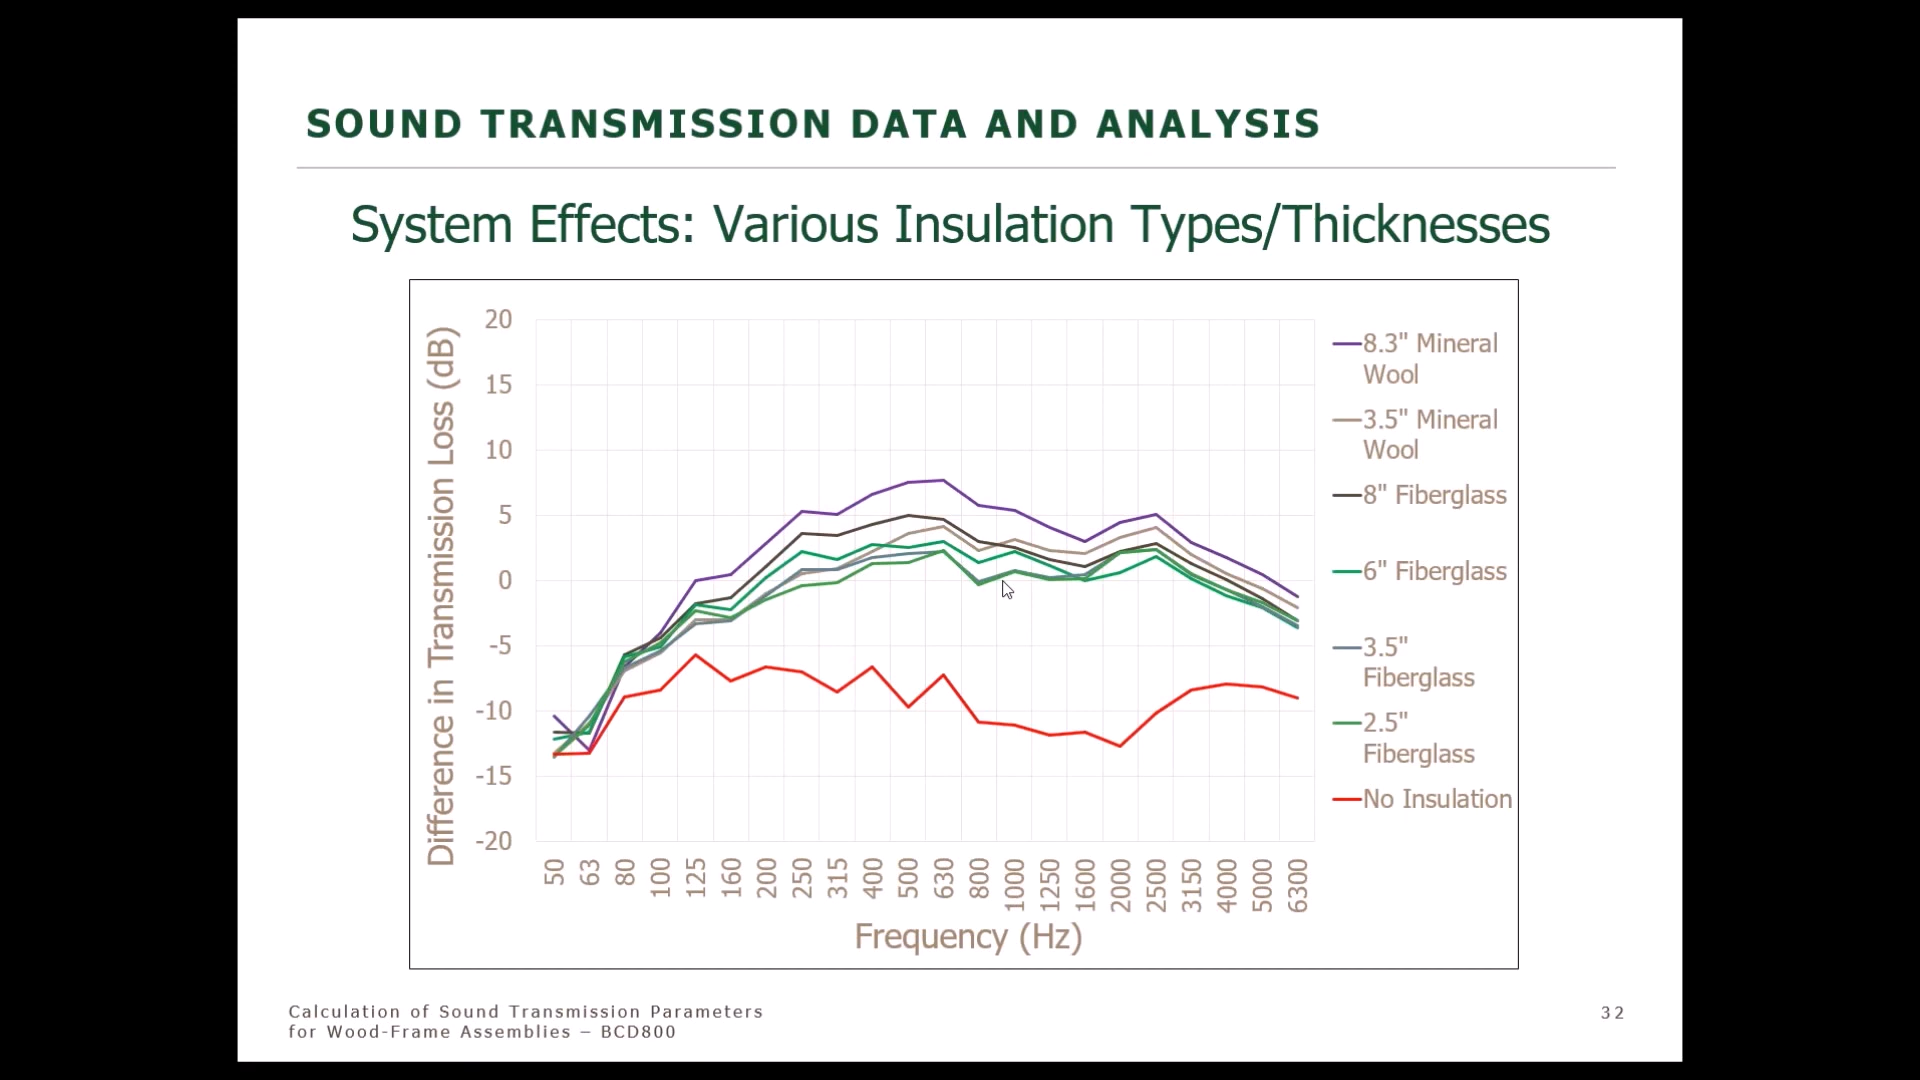 SOUND TRANSMISSION DATA AND ANALYSIS
System Effects: Various Insulation Types/Thicknesses
Difference in Transmission Loss (dB)
20
15
10
5
0
-5
-10
-15
-20
50 63 80 100 125 160 200 250 315 400 500 630 800 1000 1250 1600 2000 2500 3150 4000 5000 6300
Frequency (Hz)
8.3" Mineral
Wool
3.5" Mineral
Wool
8" Fiberglass
6" Fiberglass
3.5"
Fiberglass
2.5"
Fiberglass
No Insulation
Calculation of Sound Transmission Parameters
for Wood-Frame Assemblies – BCD800
32